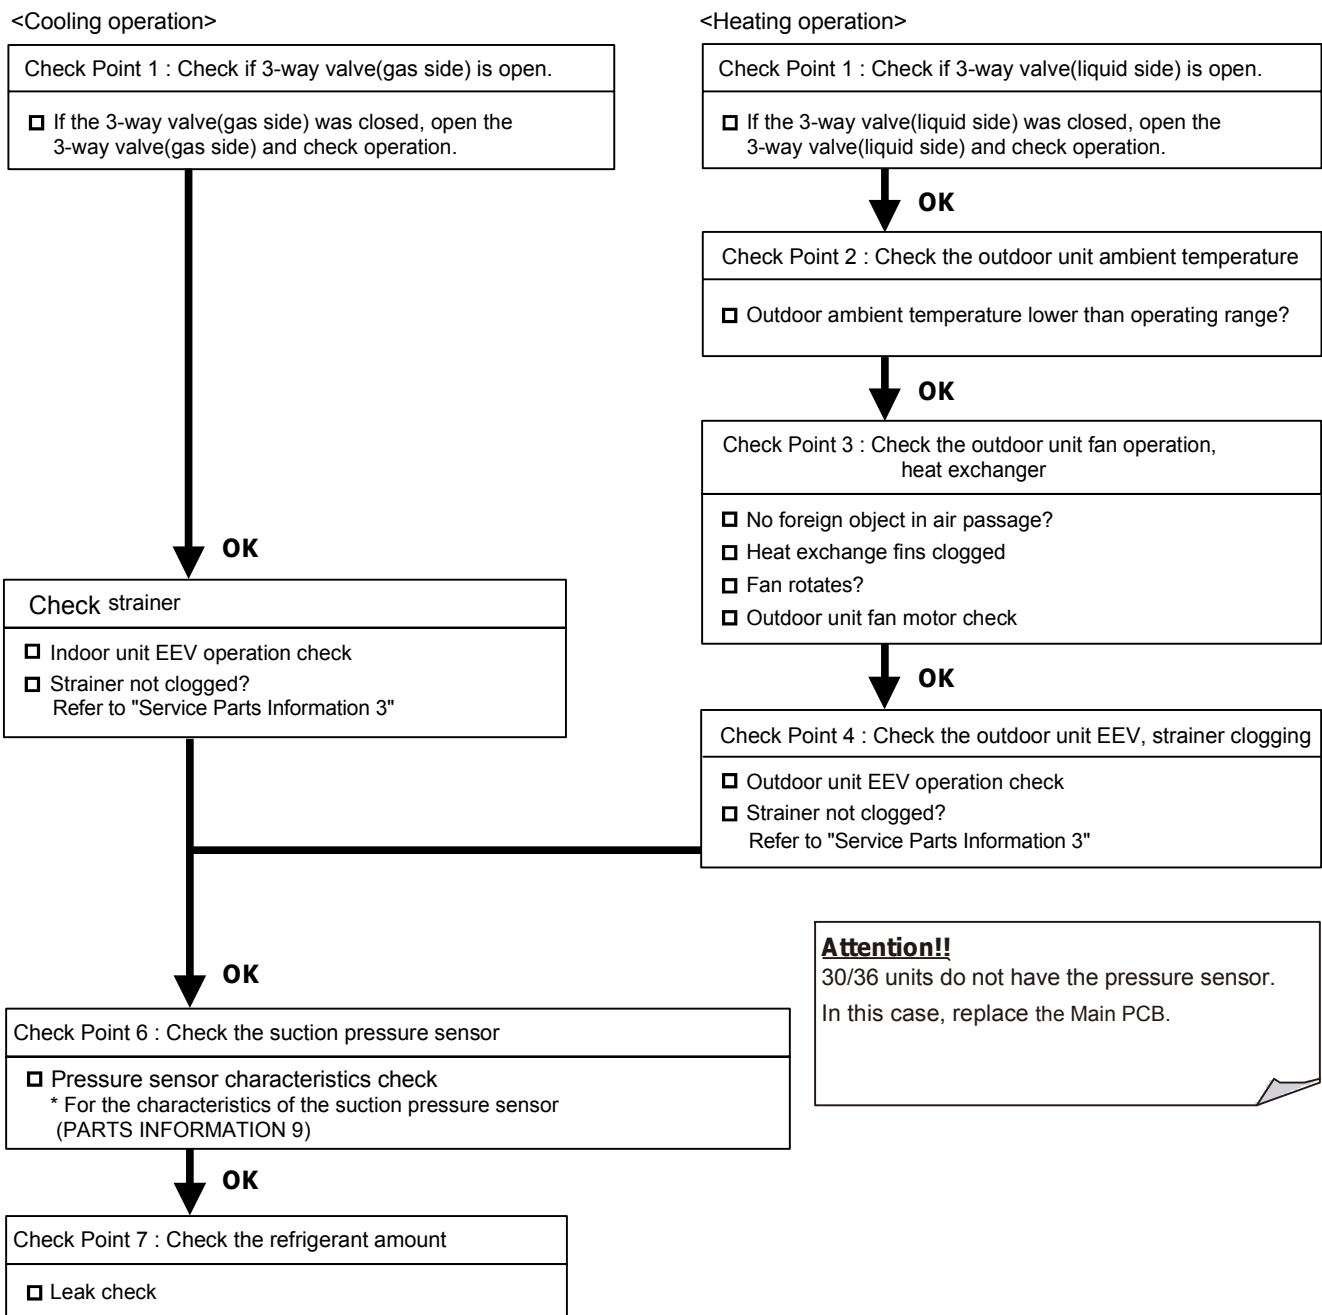 <Cooling operation>
Check Point 1 : Check if 3-way valve(gas side) is open.
If the 3-way valve(gas side) was closed, open the
3-way valve(gas side) and check operation.
OK
Check strainer
Indoor unit EEV operation check
Strainer not clogged?
Refer to "Service Parts Information 3"
<Heating operation>
Check Point 1 : Check if 3-way valve(liquid side) is open.
If the 3-way valve(liquid side) was closed, open the
3-way valve(liquid side) and check operation.
OK
Check Point 2 : Check the outdoor unit ambient temperature
Outdoor ambient temperature lower than operating range?
OK
Check Point 3 : Check the outdoor unit fan operation,
heat exchanger
No foreign object in air passage?
Heat exchange fins clogged
Fan rotates?
Outdoor unit fan motor check
OK
Check Point 4 : Check the outdoor unit EEV, strainer clogging
Outdoor unit EEV operation check
Strainer not clogged?
Refer to "Service Parts Information 3"
OK
Check Point 6 : Check the suction pressure sensor
Pressure sensor characteristics check
* For the characteristics of the suction pressure sensor
(PARTS INFORMATION 9)
OK
Check Point 7 : Check the refrigerant amount
Leak check
Attention!!
30/36 units do not have the pressure sensor.
In this case, replace the Main PCB.